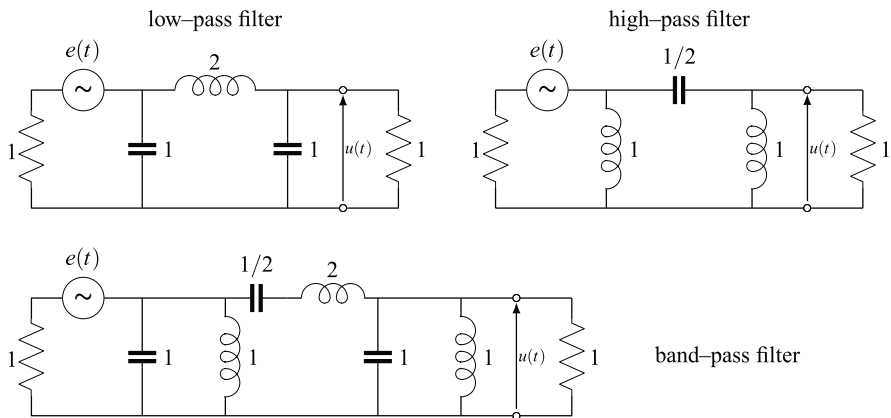 low–pass filter
high–pass filter
e(t)
2
1
1
1
u(t)
1
e(t)
1/2
1
1
1
u(t)
1
e(t)
1/2
2
1
1
1
1
1
u(t)
1
band–pass filter